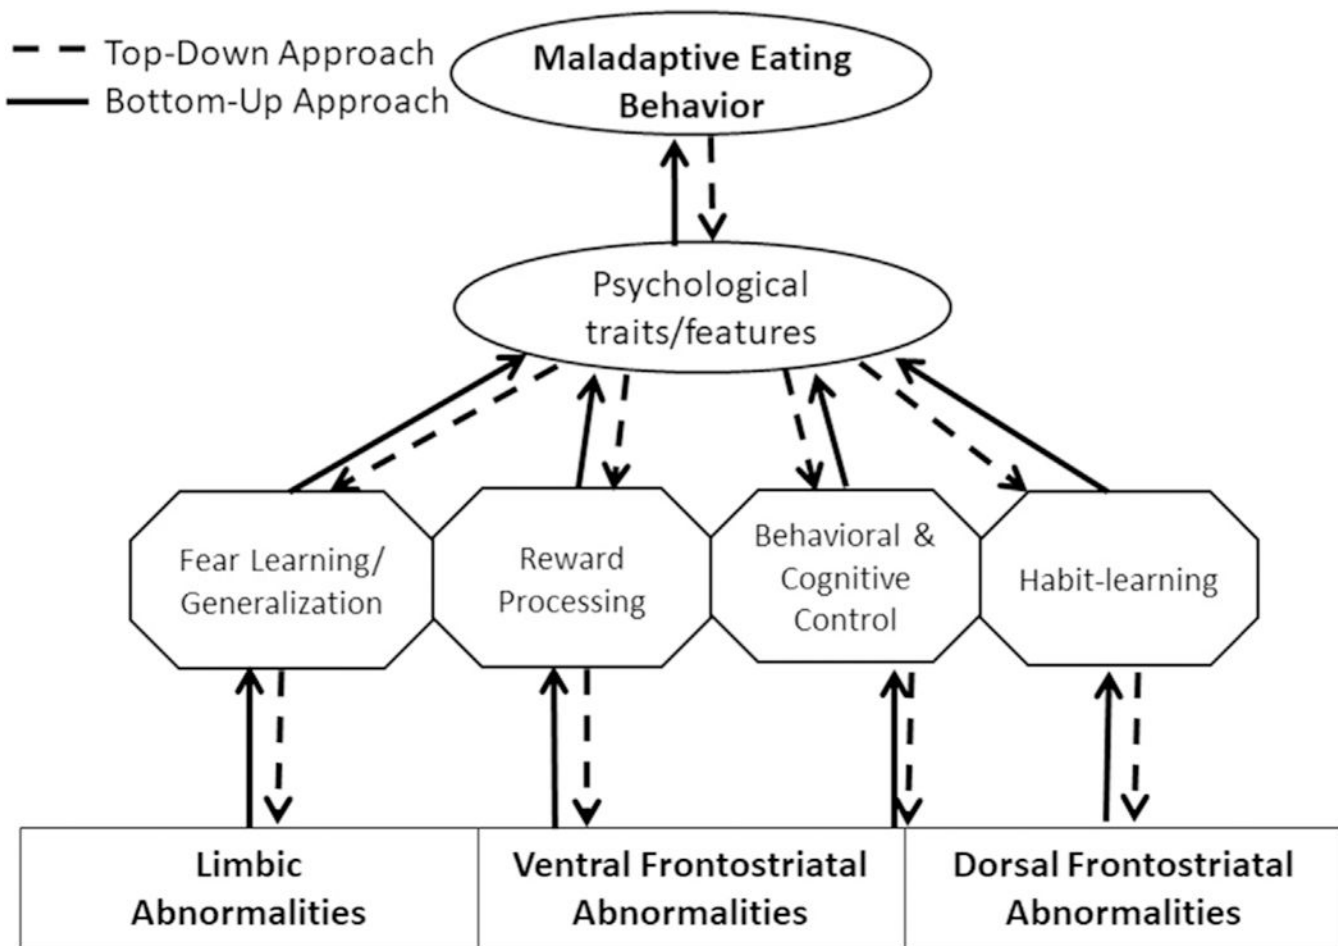 Top-Down Approach
Bottom-Up Approach
Maladaptive Eating
Behavior
Psychological
traits/features
Fear Learning/
Generalization
Reward
Processing
Behavioral &
Cognitive
Control
Habit-learning
Limbic
Abnormalities
Ventral Frontostriatal
Abnormalities
Dorsal Frontostriatal
Abnormalities